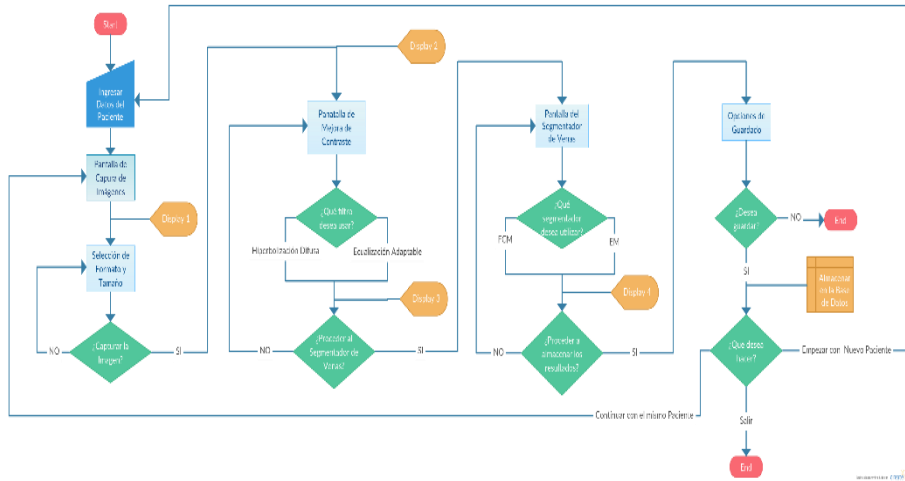 Start
Ingresar
Datos del
Paciente
Pantalla de
Capura de
Imágenes
Display 1
Selección de
Formato y
Tamaño
¿Capturar la
Imagen?
NO
SI
Display 2
Panatalla de
Mejora de
Contraste
¿Qué filtro
desea usar?
Hiperbolización Difusa
Ecualización Adaptable
Display 3
¿Proceder al
Segmentador de
Venas?
NO
SI
Pantalla del
Segmentador
de Venas
¿Qué
segmentador
desea utilizar?
FCM
EM
Display 4
¿Proceder a
almacenar los
resultados?
NO
SI
Opciones de
Guardado
¿Desea
guardar?
NO
End
SI
Almacenar
en la Base
de Datos
¿Que desea
hacer?
Empezar con Nuevo Paciente
Continuar con el mismo Paciente
Salir
End